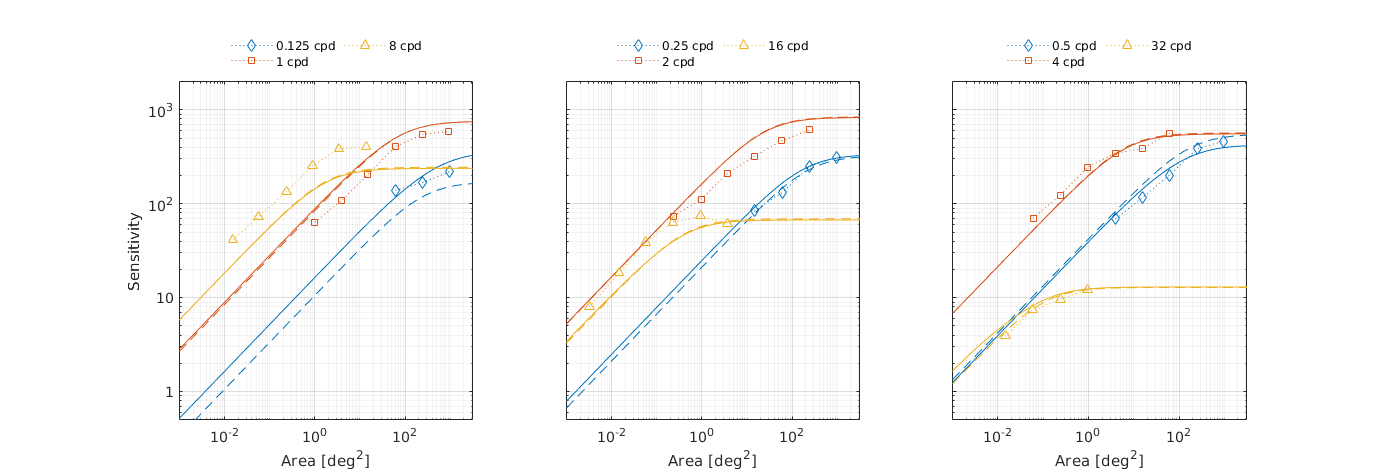 0.125 cpd 8 cpd
1 cpd
0.25 cpd 16 cpd
2 cpd
0.5 cpd 32 cpd
4 cpd
Sensitivity
10³
10²
10
1
10⁻² 10⁰ 10²
Area [deg²]
10⁻² 10⁰ 10²
Area [deg²]
10⁻² 10⁰ 10²
Area [deg²]